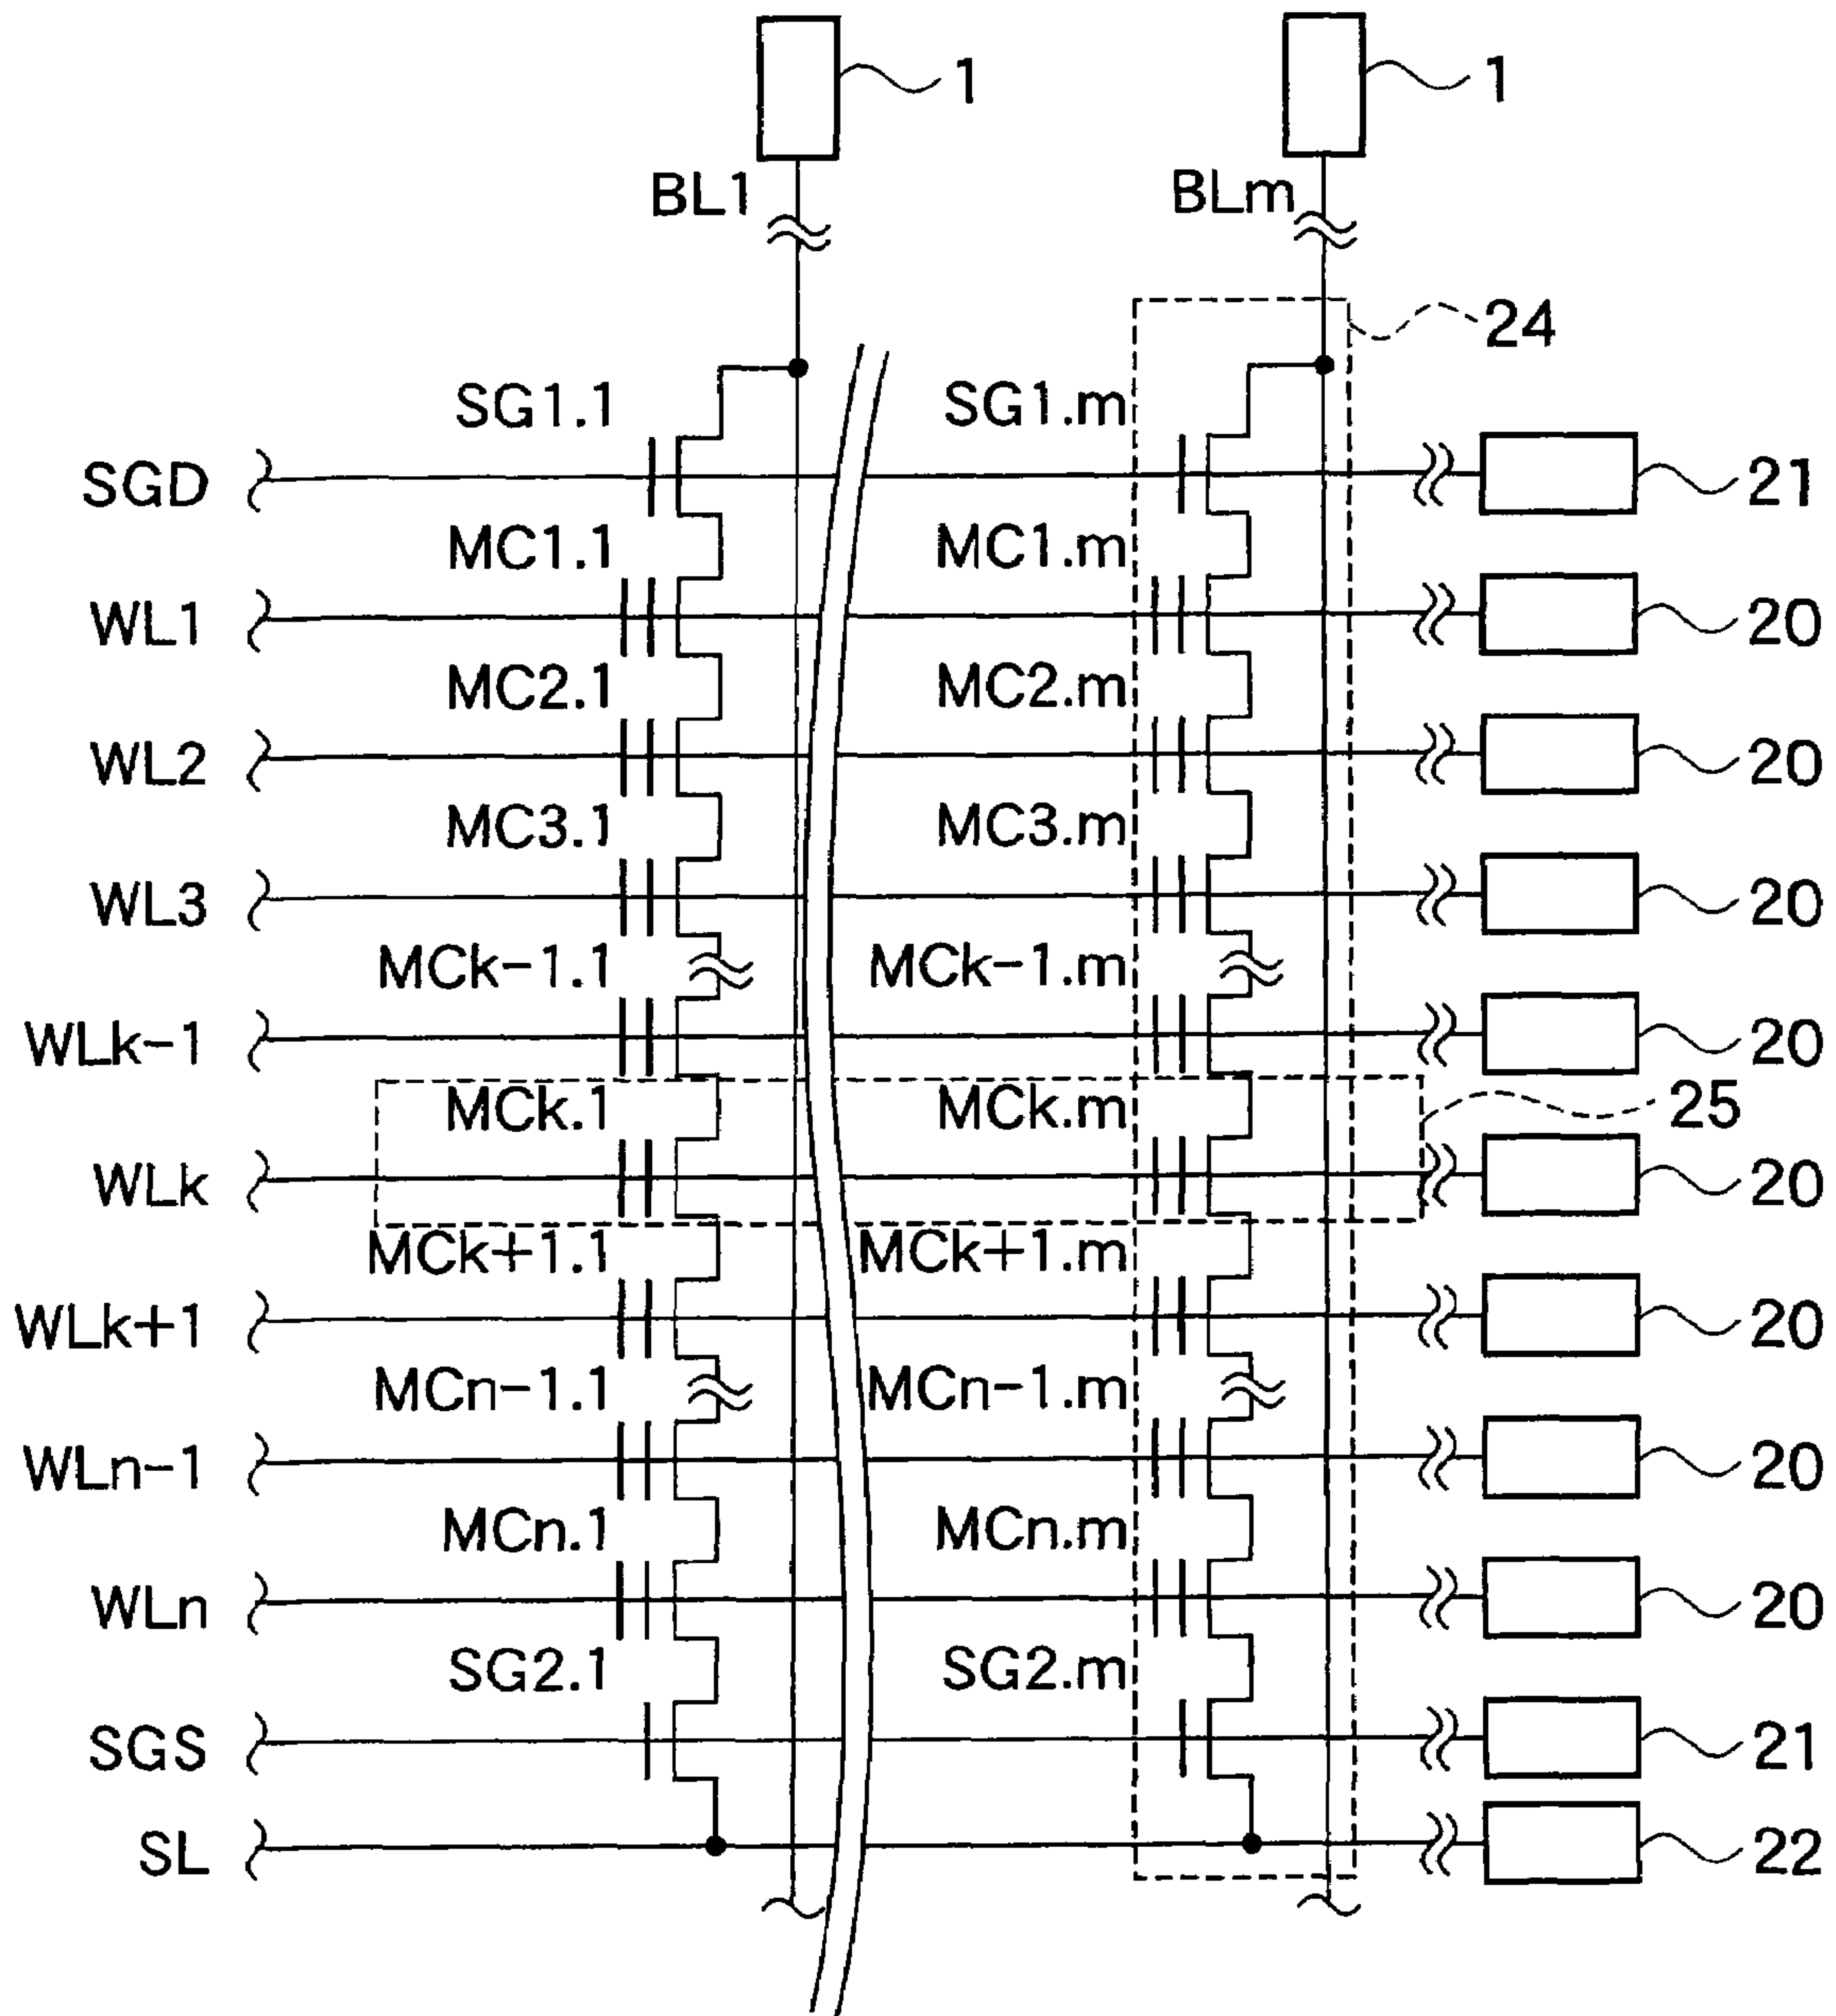 1 1
BL1 BLm
24
SG1.1 SG1.m
SGD 21
MC1.1 MC1.m
WL1 20
MC2.1 MC2.m
WL2 20
MC3.1 MC3.m
WL3 20
MCk-1.1 MCk-1.m
WLk-1 20
MCk.1 MCk.m 25
WLk 20
MCk+1.1 MCk+1.m
WLk+1 20
MCn-1.1 MCn-1.m
WLn-1 20
MCn.1 MCn.m
WLn 20
SG2.1 SG2.m
SGS 21
SL 22